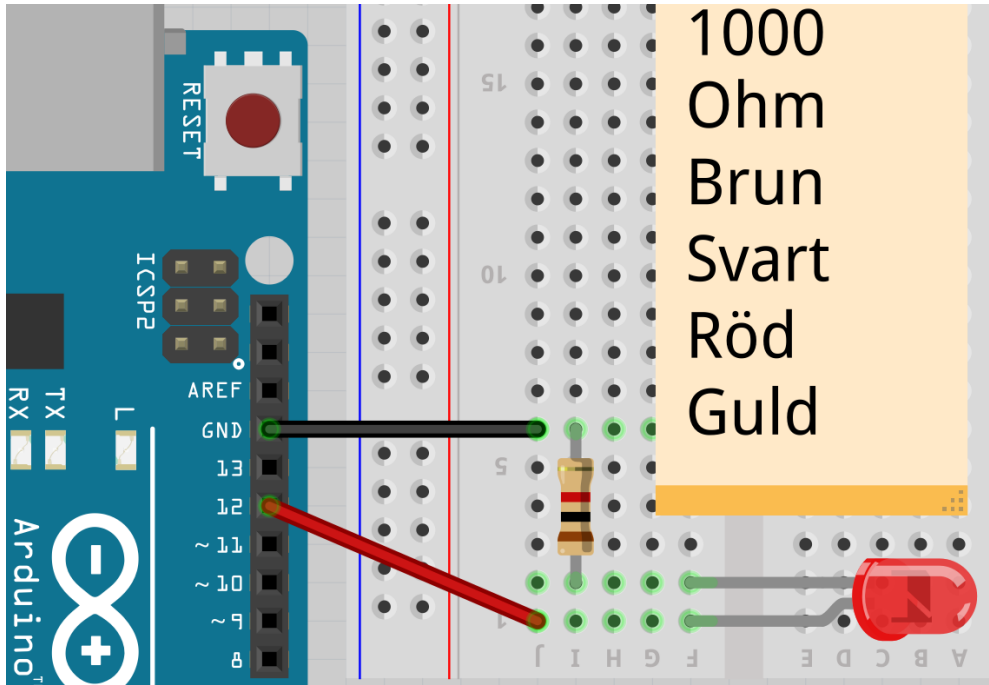 1000
Ohm
Brun
Svart
Röd
Guld
RESET
ICSP2
AREF
GND
13
12
~11
~10
~9
8
RX
TX
L
Arduino™
15
10
5
1
J I H G F E D C B A